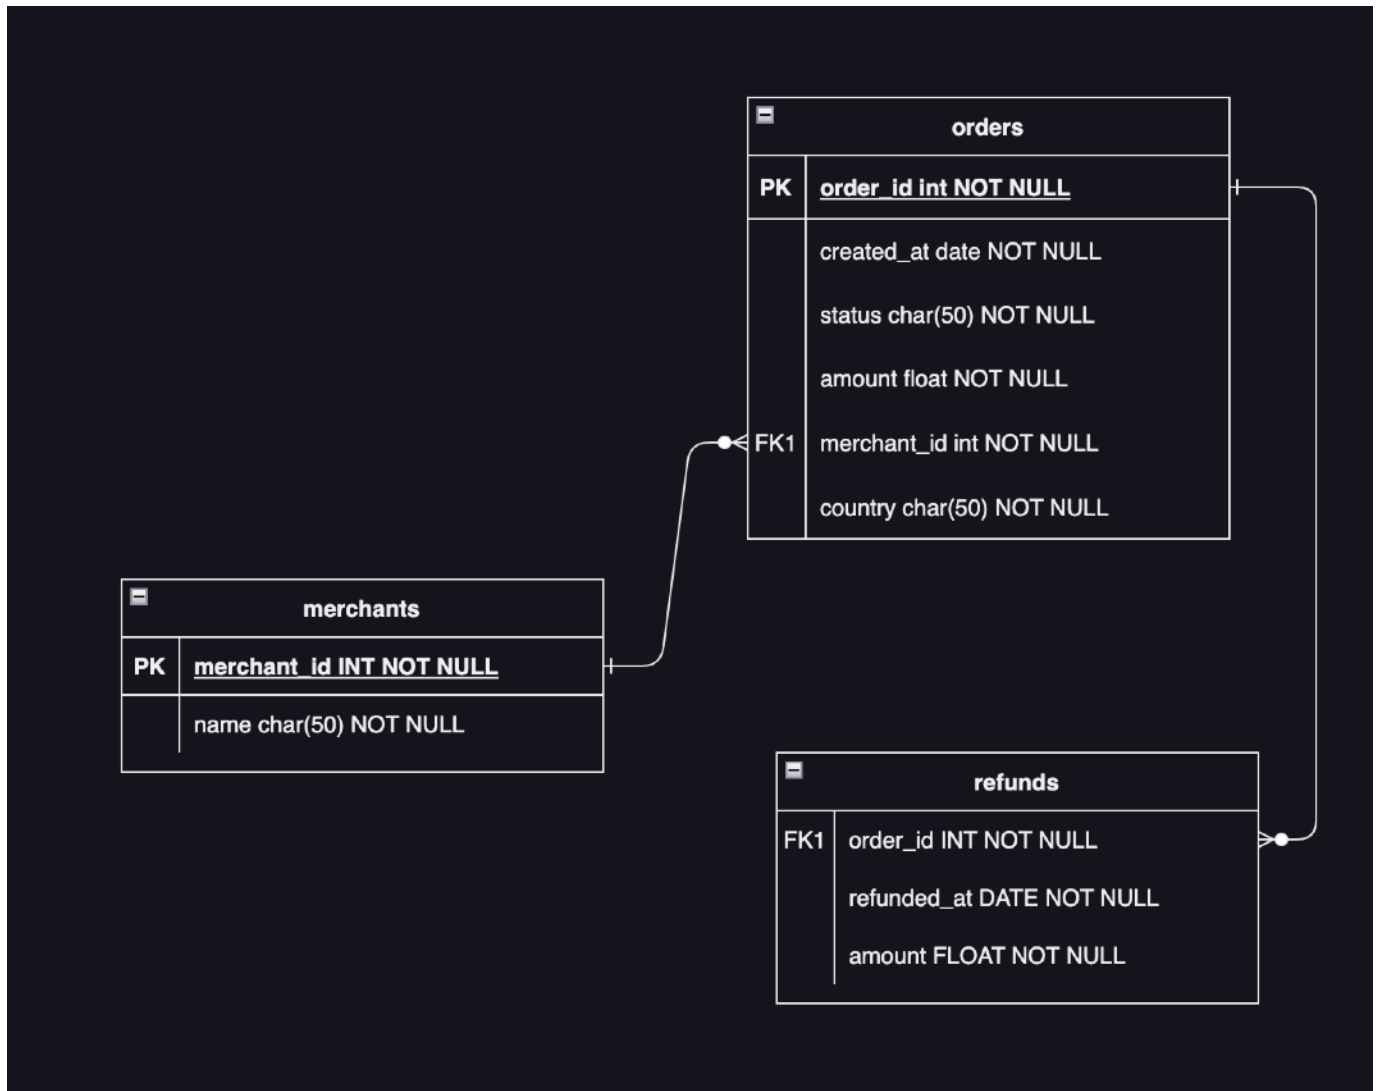 orders
PK order_id int NOT NULL
created_at date NOT NULL
status char(50) NOT NULL
amount float NOT NULL
FK1 merchant_id int NOT NULL
country char(50) NOT NULL
merchants
PK merchant_id INT NOT NULL
name char(50) NOT NULL
refunds
FK1 order_id INT NOT NULL
refunded_at DATE NOT NULL
amount FLOAT NOT NULL